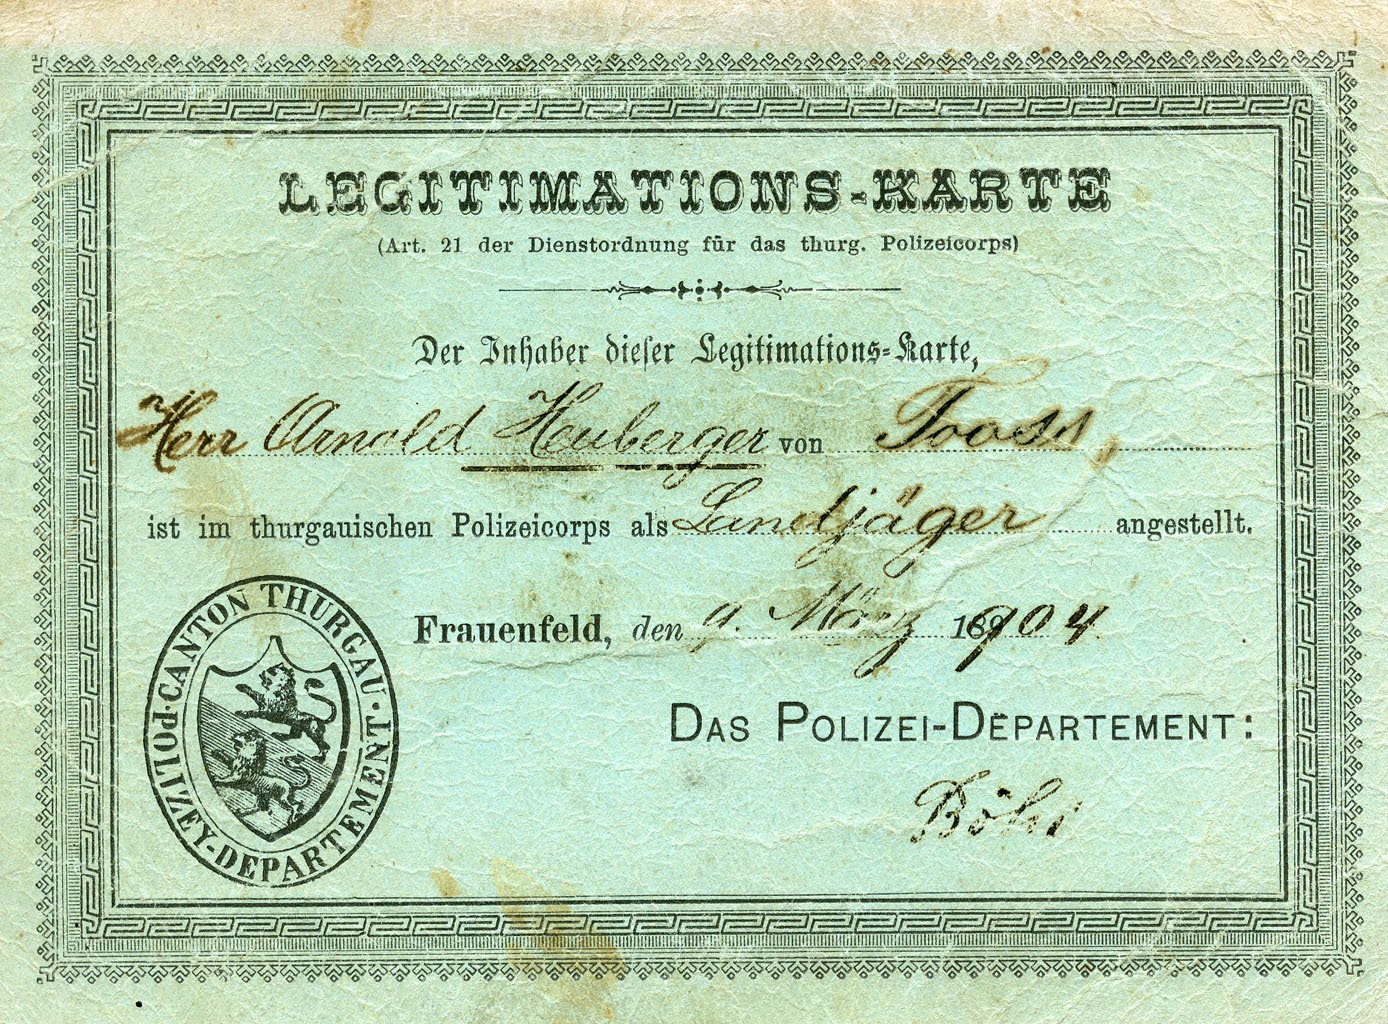 LEGITIMATIONS-KARTE
(Art. 21 der Dienstordnung für das thurg. Polizeicorps)
Der Inhaber dieser Legitimations-Karte,
Herr Arnold Heuberger von Tooss,
ist im thurgauischen Polizeicorps als Landjäger angestellt.
Frauenfeld, den 9. März 1904.
DAS POLIZEI-DEPARTEMENT:
CANTON THURGAU · POLIZEY-DEPARTEMENT ·